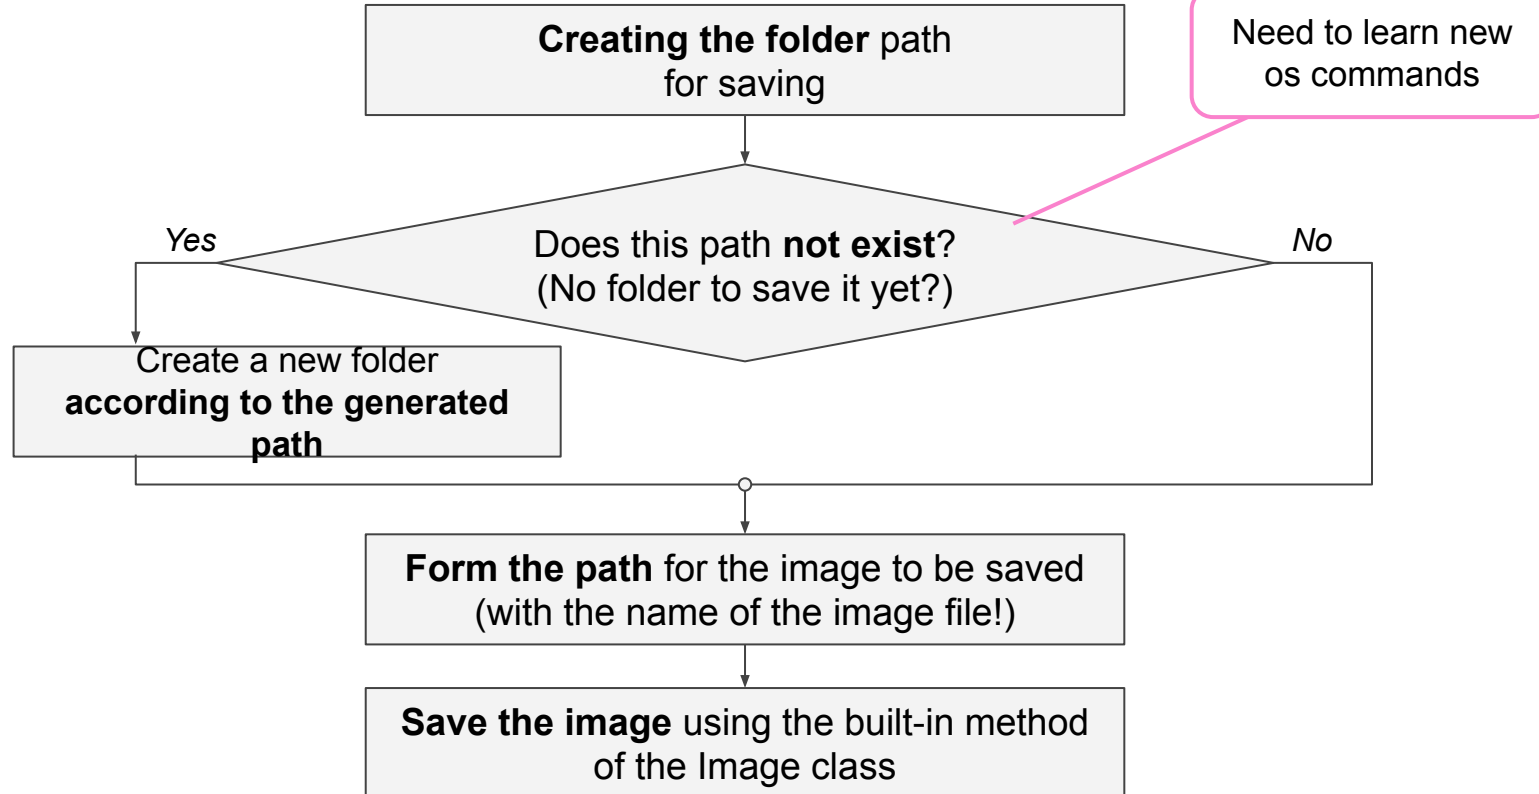 Creating the folder path
for saving
Need to learn new
os commands
Yes
Does this path not exist?
(No folder to save it yet?)
No
Create a new folder
according to the generated
path
Form the path for the image to be saved
(with the name of the image file!)
Save the image using the built-in method
of the Image class